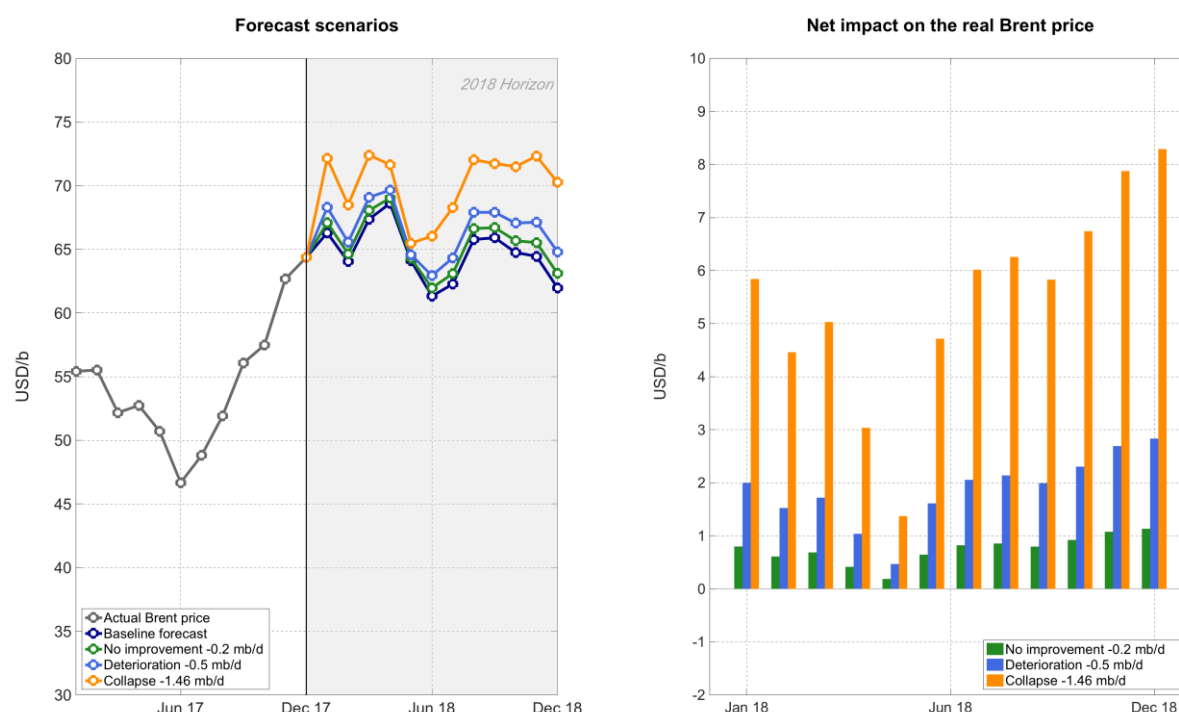 Forecast scenarios
80
75
70
65
60
55
50
45
40
35
30
USD/b
2018 Horizon
Actual Brent price
Baseline forecast
No improvement -0.2 mb/d
Deterioration -0.5 mb/d
Collapse -1.46 mb/d
Jun 17
Dec 17
Jun 18
Dec 18
Net impact on the real Brent price
10
9
8
7
6
5
4
3
2
1
0
-1
-2
USD/b
No improvement -0.2 mb/d
Deterioration -0.5 mb/d
Collapse -1.46 mb/d
Jan 18
Jun 18
Dec 18